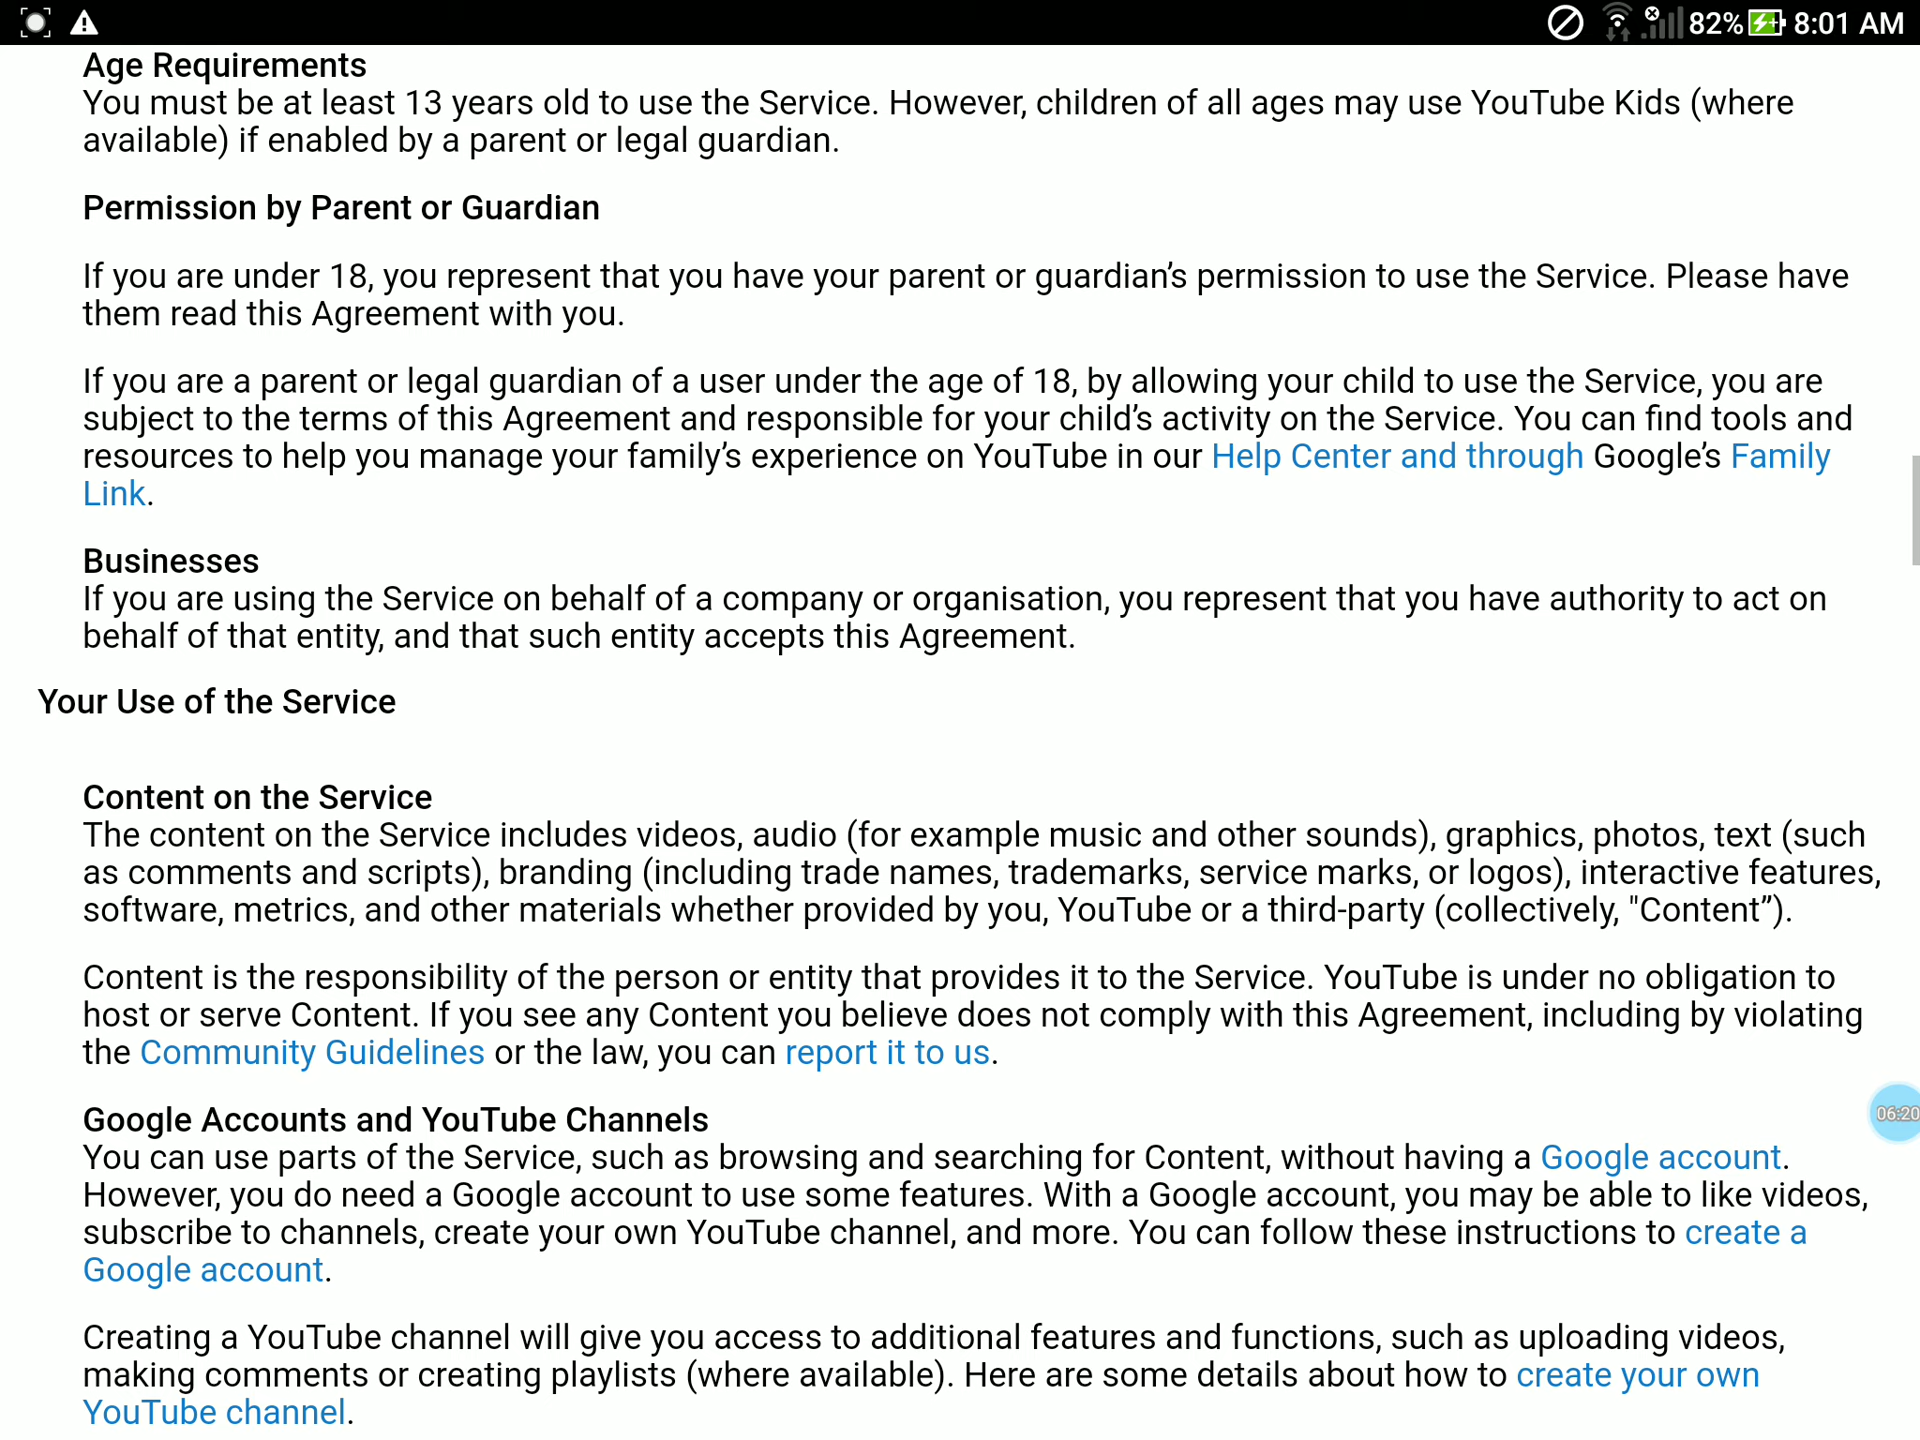 82% 8:01 AM
Age Requirements
You must be at least 13 years old to use the Service. However, children of all ages may use YouTube Kids (where
available) if enabled by a parent or legal guardian.
Permission by Parent or Guardian
If you are under 18, you represent that you have your parent or guardian’s permission to use the Service. Please have
them read this Agreement with you.
If you are a parent or legal guardian of a user under the age of 18, by allowing your child to use the Service, you are
subject to the terms of this Agreement and responsible for your child’s activity on the Service. You can find tools and
resources to help you manage your family’s experience on YouTube in our Help Center and through Google’s Family
Link.
Businesses
If you are using the Service on behalf of a company or organisation, you represent that you have authority to act on
behalf of that entity, and that such entity accepts this Agreement.
Your Use of the Service
Content on the Service
The content on the Service includes videos, audio (for example music and other sounds), graphics, photos, text (such
as comments and scripts), branding (including trade names, trademarks, service marks, or logos), interactive features,
software, metrics, and other materials whether provided by you, YouTube or a third-party (collectively, "Content”).
Content is the responsibility of the person or entity that provides it to the Service. YouTube is under no obligation to
host or serve Content. If you see any Content you believe does not comply with this Agreement, including by violating
the Community Guidelines or the law, you can report it to us.
06:20
Google Accounts and YouTube Channels
You can use parts of the Service, such as browsing and searching for Content, without having a Google account.
However, you do need a Google account to use some features. With a Google account, you may be able to like videos,
subscribe to channels, create your own YouTube channel, and more. You can follow these instructions to create a
Google account.
Creating a YouTube channel will give you access to additional features and functions, such as uploading videos,
making comments or creating playlists (where available). Here are some details about how to create your own
YouTube channel.